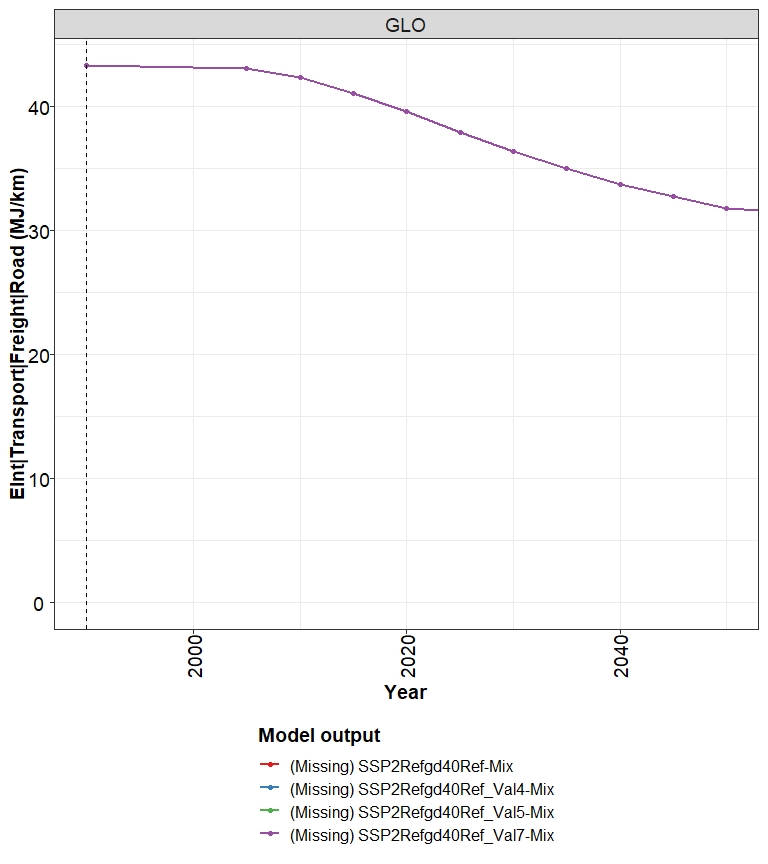 GLO
EInt|Transport|Freight|Road (MJ/km)
40
30
20
10
0
2000
2020
2040
Year
Model output
(Missing) SSP2Refgd40Ref-Mix
(Missing) SSP2Refgd40Ref_Val4-Mix
(Missing) SSP2Refgd40Ref_Val5-Mix
(Missing) SSP2Refgd40Ref_Val7-Mix